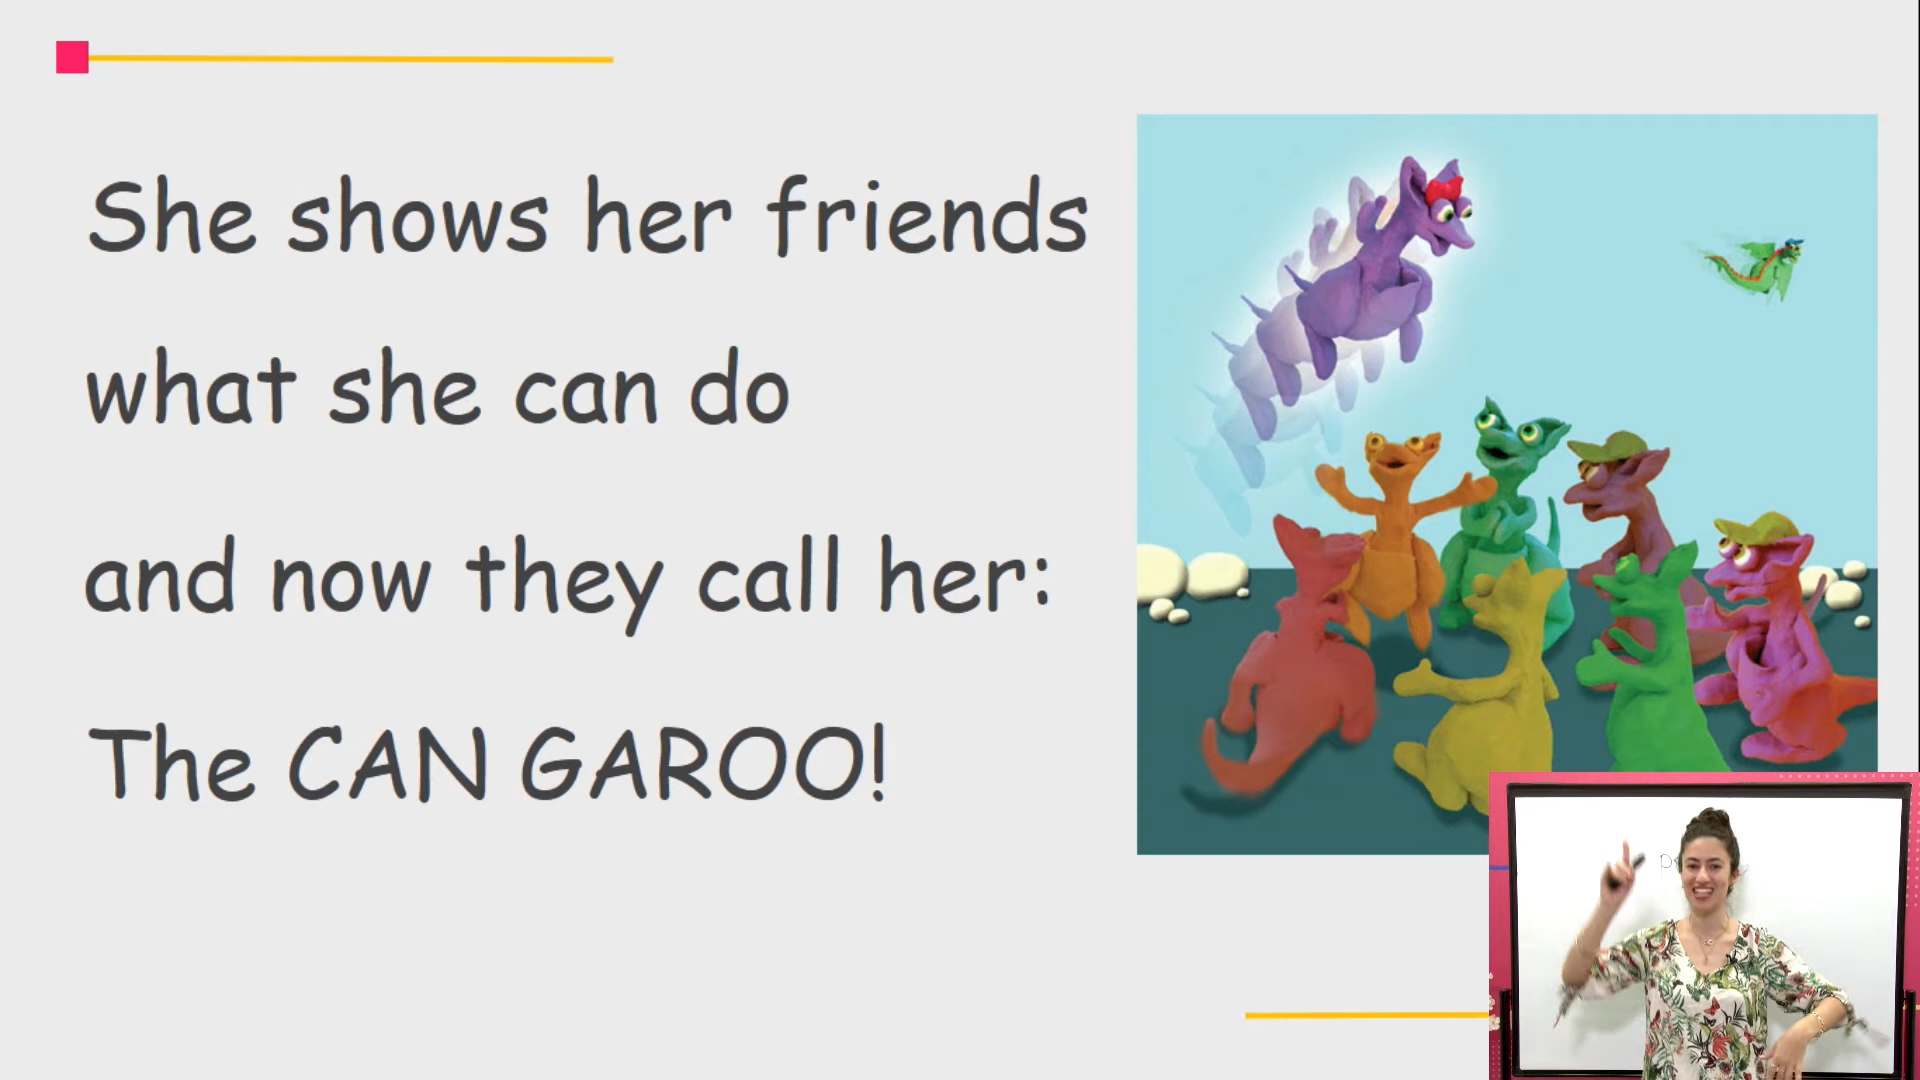 She shows her friends
what she can do
and now they call her:
The CAN GAROO!